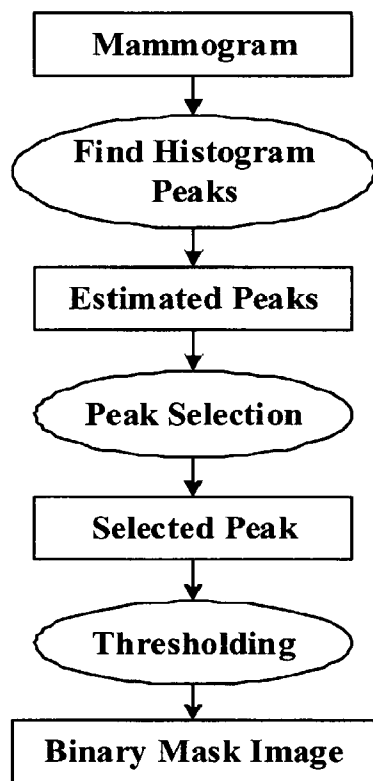 Mammogram
Find Histogram
Peaks
Estimated Peaks
Peak Selection
Selected Peak
Thresholding
Binary Mask Image